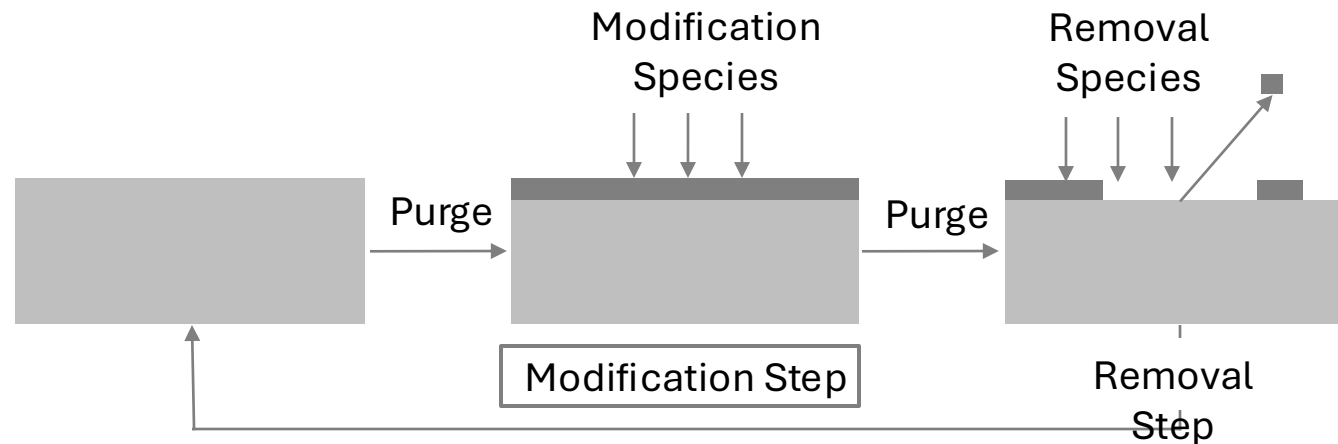 Modification
Species
Removal
Species
Purge
Purge
Modification Step
Removal
Step